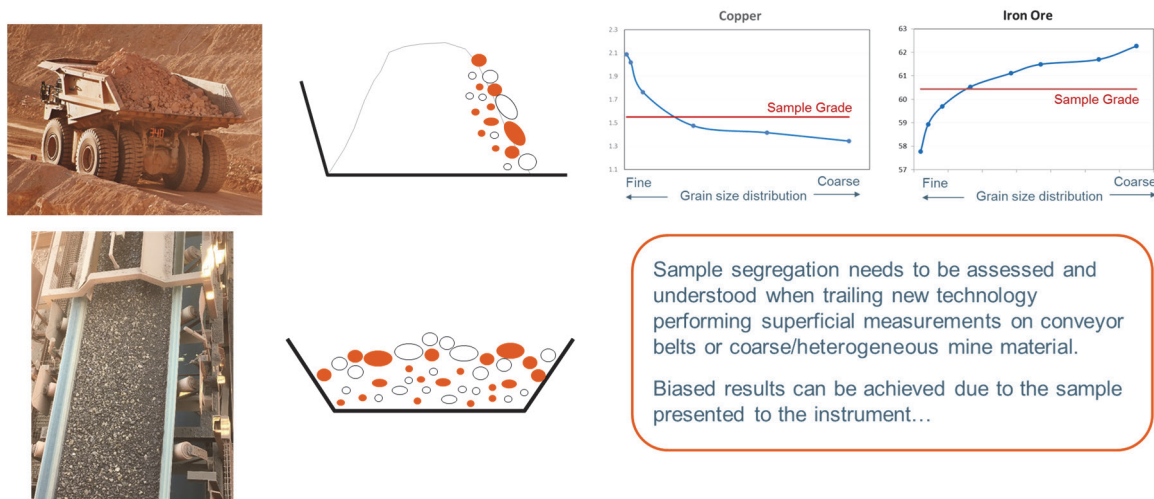 Copper
2.3
2.1
1.9
1.7
1.5
1.3
1.1
Sample Grade
Fine
Coarse
Grain size distribution
Iron Ore
63
62
61
60
59
58
57
Sample Grade
Fine
Coarse
Grain size distribution
Sample segregation needs to be assessed and
understood when trailing new technology
performing superficial measurements on conveyor
belts or coarse/heterogeneous mine material.
Biased results can be achieved due to the sample
presented to the instrument…